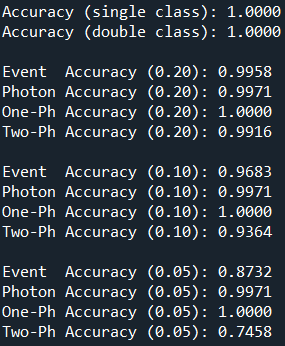 Accuracy (single class): 1.0000
Accuracy (double class): 1.0000
Event  Accuracy (0.20): 0.9958
Photon Accuracy (0.20): 0.9971
One-Ph Accuracy (0.20): 1.0000
Two-Ph Accuracy (0.20): 0.9916
Event  Accuracy (0.10): 0.9683
Photon Accuracy (0.10): 0.9971
One-Ph Accuracy (0.10): 1.0000
Two-Ph Accuracy (0.10): 0.9364
Event  Accuracy (0.05): 0.8732
Photon Accuracy (0.05): 0.9971
One-Ph Accuracy (0.05): 1.0000
Two-Ph Accuracy (0.05): 0.7458